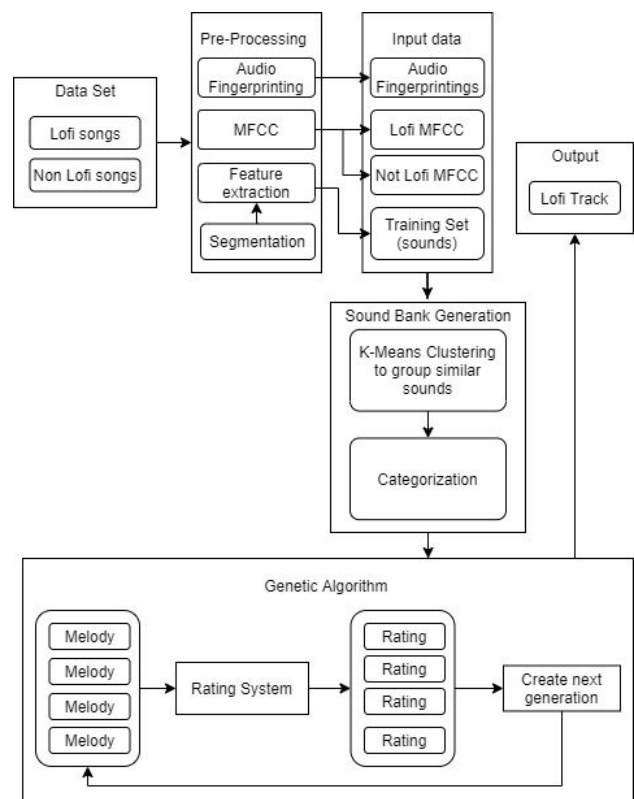 Data Set
Lofi songs
Non Lofi songs
Pre-Processing
Audio
Fingerprinting
MFCC
Feature
extraction
Segmentation
Input data
Audio
Fingerprintings
Lofi MFCC
Not Lofi MFCC
Training Set
(sounds)
Output
Lofi Track
Sound Bank Generation
K-Means Clustering
to group similar
sounds
Categorization
Genetic Algorithm
Melody
Melody
Melody
Melody
Rating System
Rating
Rating
Rating
Rating
Create next
generation